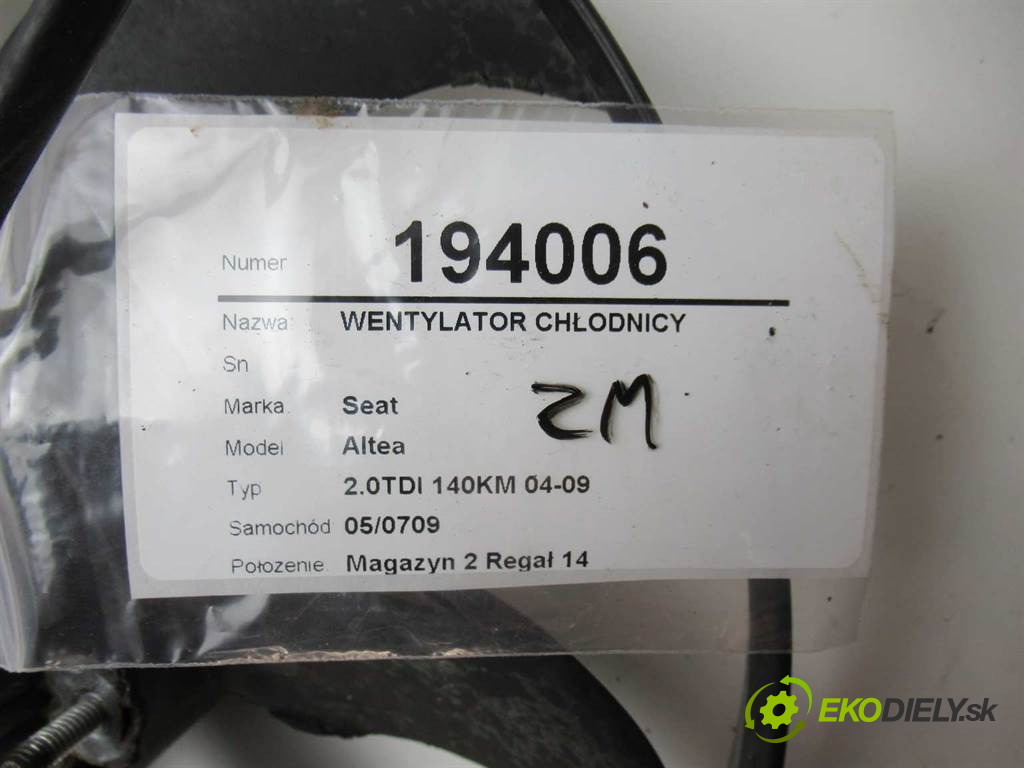 Numer 194006
Nazwa: WENTYLATOR CHŁODNICY
Sn
Marka. Seat
ZM
Model Altea
Typ 2.0TDI 140KM 04-09
Samochód 05/0709
Położenie. Magazyn 2 Regał 14
EKODIELY.sk